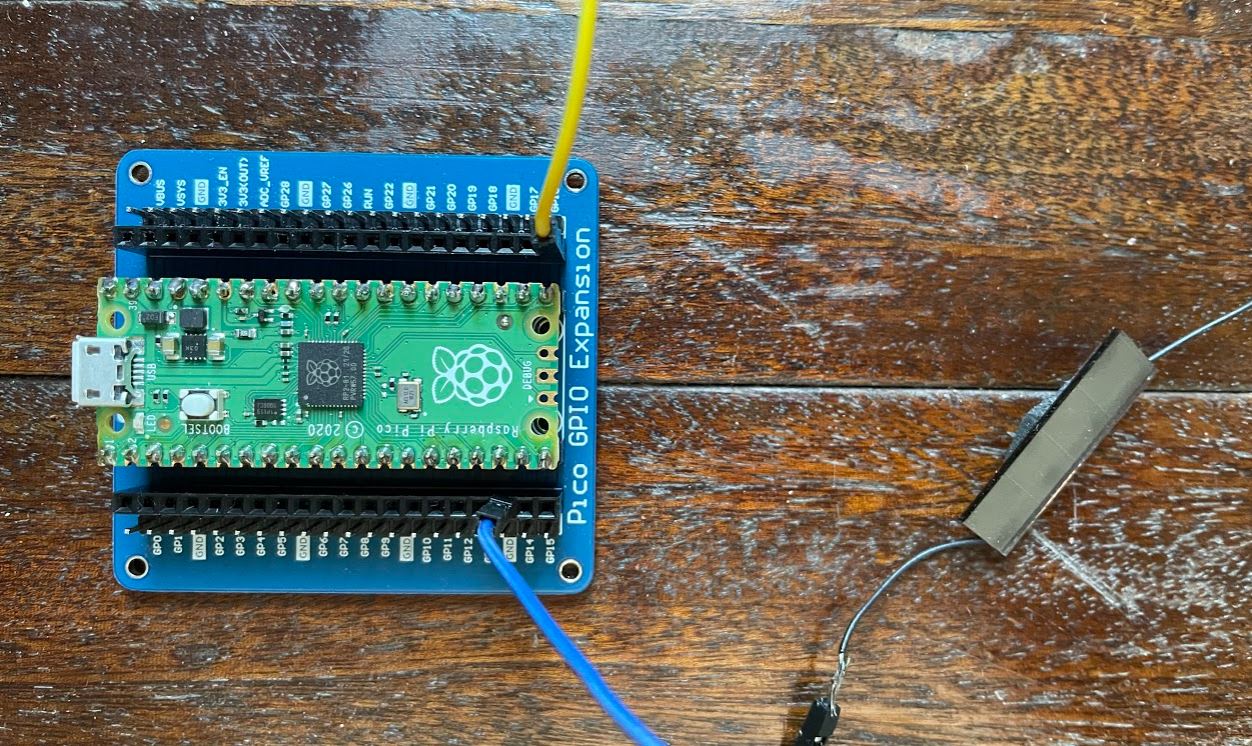 VBUS
VSYS
GND
3V3_EN
3V3(OUT)
ADC_VREF
GP28
GND
GP27
GP26
RUN
GP22
GND
GP21
GP20
GP19
GP18
GND
GP17
39
USB
LED
BOOTSEL
2
DEBUG
Raspberry Pi Pico © 2020
Pico GPIO Expansion
GP0
GP1
GND
GP2
GP3
GP4
GP5
GND
GP6
GP7
GP8
GP9
GND
GP10
GP11
GP12
GND
GP14
GP15